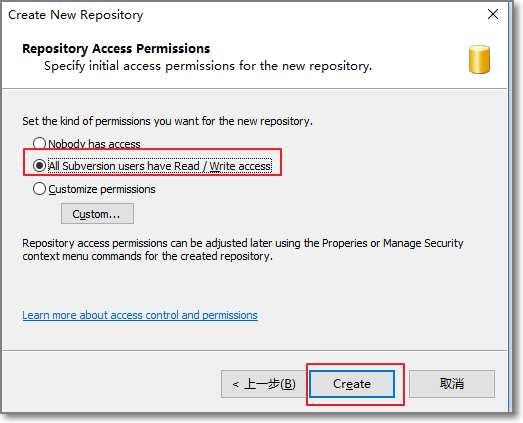 Create New Repository
Repository Access Permissions
Specify initial access permissions for the new repository.
Set the kind of permissions you want for the new repository.
Nobody has access
All Subversion users have Read / Write access
Customize permissions
Custom...
Repository access permissions can be adjusted later using the Properies or Manage Security
context menu commands for the created repository.
Learn more about access control and permissions
< 上一步(B)
Create
取消